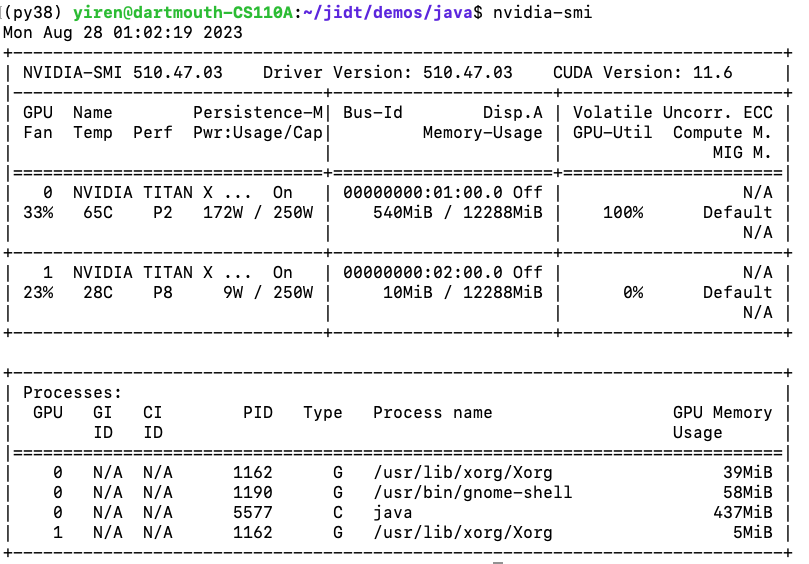 (py38) yiren@dartmouth-CS110A:~/jidt/demos/java$ nvidia-smi
Mon Aug 28 01:02:19 2023
+-----------------------------------------------------------------------------+
| NVIDIA-SMI 510.47.03    Driver Version: 510.47.03    CUDA Version: 11.6     |
|-------------------------------+----------------------+----------------------+
| GPU  Name        Persistence-M| Bus-Id        Disp.A | Volatile Uncorr. ECC |
| Fan  Temp  Perf  Pwr:Usage/Cap|         Memory-Usage | GPU-Util  Compute M. |
|                               |                      |               MIG M. |
|===============================+======================+======================|
|   0  NVIDIA TITAN X ...  On   | 00000000:01:00.0 Off |                  N/A |
| 33%   65C    P2   172W / 250W |    540MiB / 12288MiB |    100%      Default |
|                               |                      |                  N/A |
+-------------------------------+----------------------+----------------------+
|   1  NVIDIA TITAN X ...  On   | 00000000:02:00.0 Off |                  N/A |
| 23%   28C    P8     9W / 250W |     10MiB / 12288MiB |      0%      Default |
|                               |                      |                  N/A |
+-------------------------------+----------------------+----------------------+
+-----------------------------------------------------------------------------+
| Processes:                                                                  |
|  GPU   GI   CI        PID   Type   Process name                  GPU Memory |
|        ID   ID                                                   Usage      |
|=============================================================================|
|    0   N/A  N/A      1162      G   /usr/lib/xorg/Xorg                 39MiB |
|    0   N/A  N/A      1190      G   /usr/bin/gnome-shell               58MiB |
|    0   N/A  N/A      5577      C   java                              437MiB |
|    1   N/A  N/A      1162      G   /usr/lib/xorg/Xorg                  5MiB |
+-----------------------------------------------------------------------------+